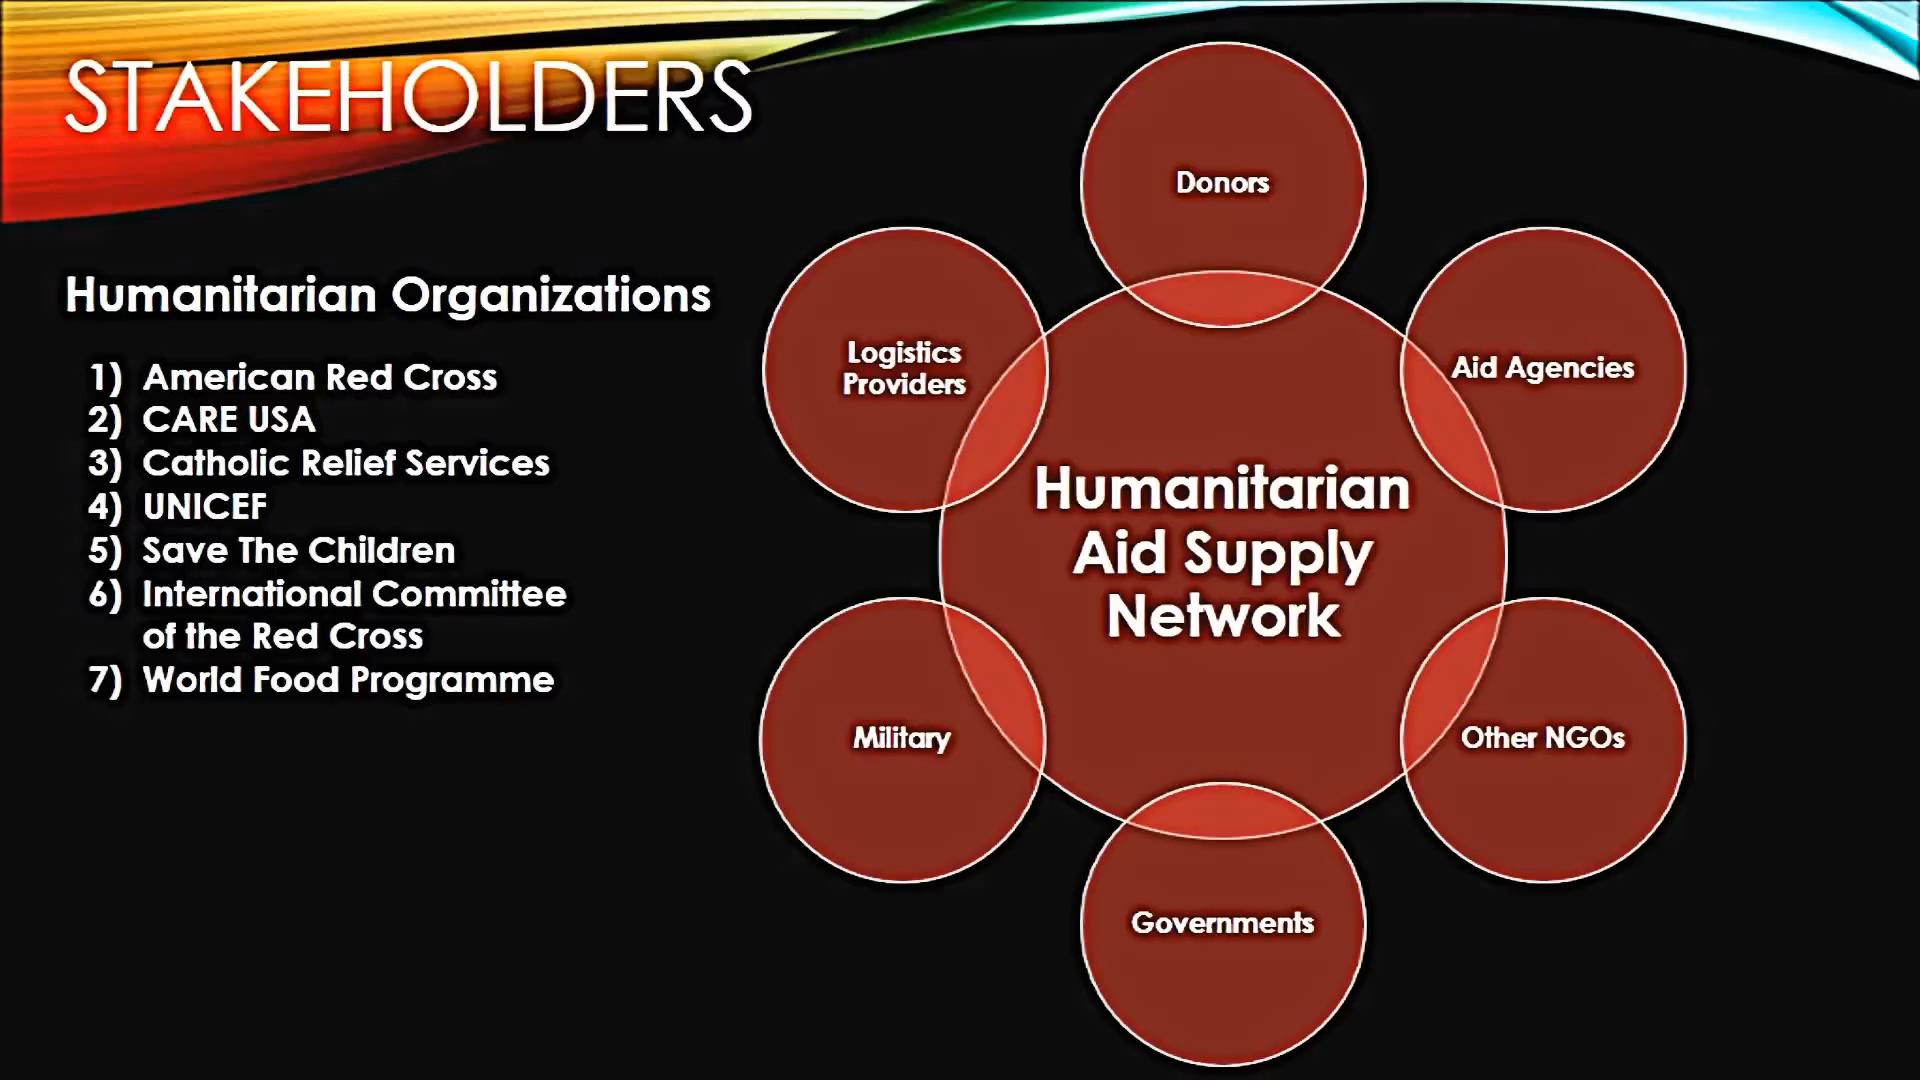 STAKEHOLDERS
Humanitarian Organizations
1) American Red Cross
2) CARE USA
3) Catholic Relief Services
4) UNICEF
5) Save The Children
6) International Committee
of the Red Cross
7) World Food Programme
Donors
Logistics
Providers
Aid Agencies
Humanitarian
Aid Supply
Network
Military
Other NGOs
Governments